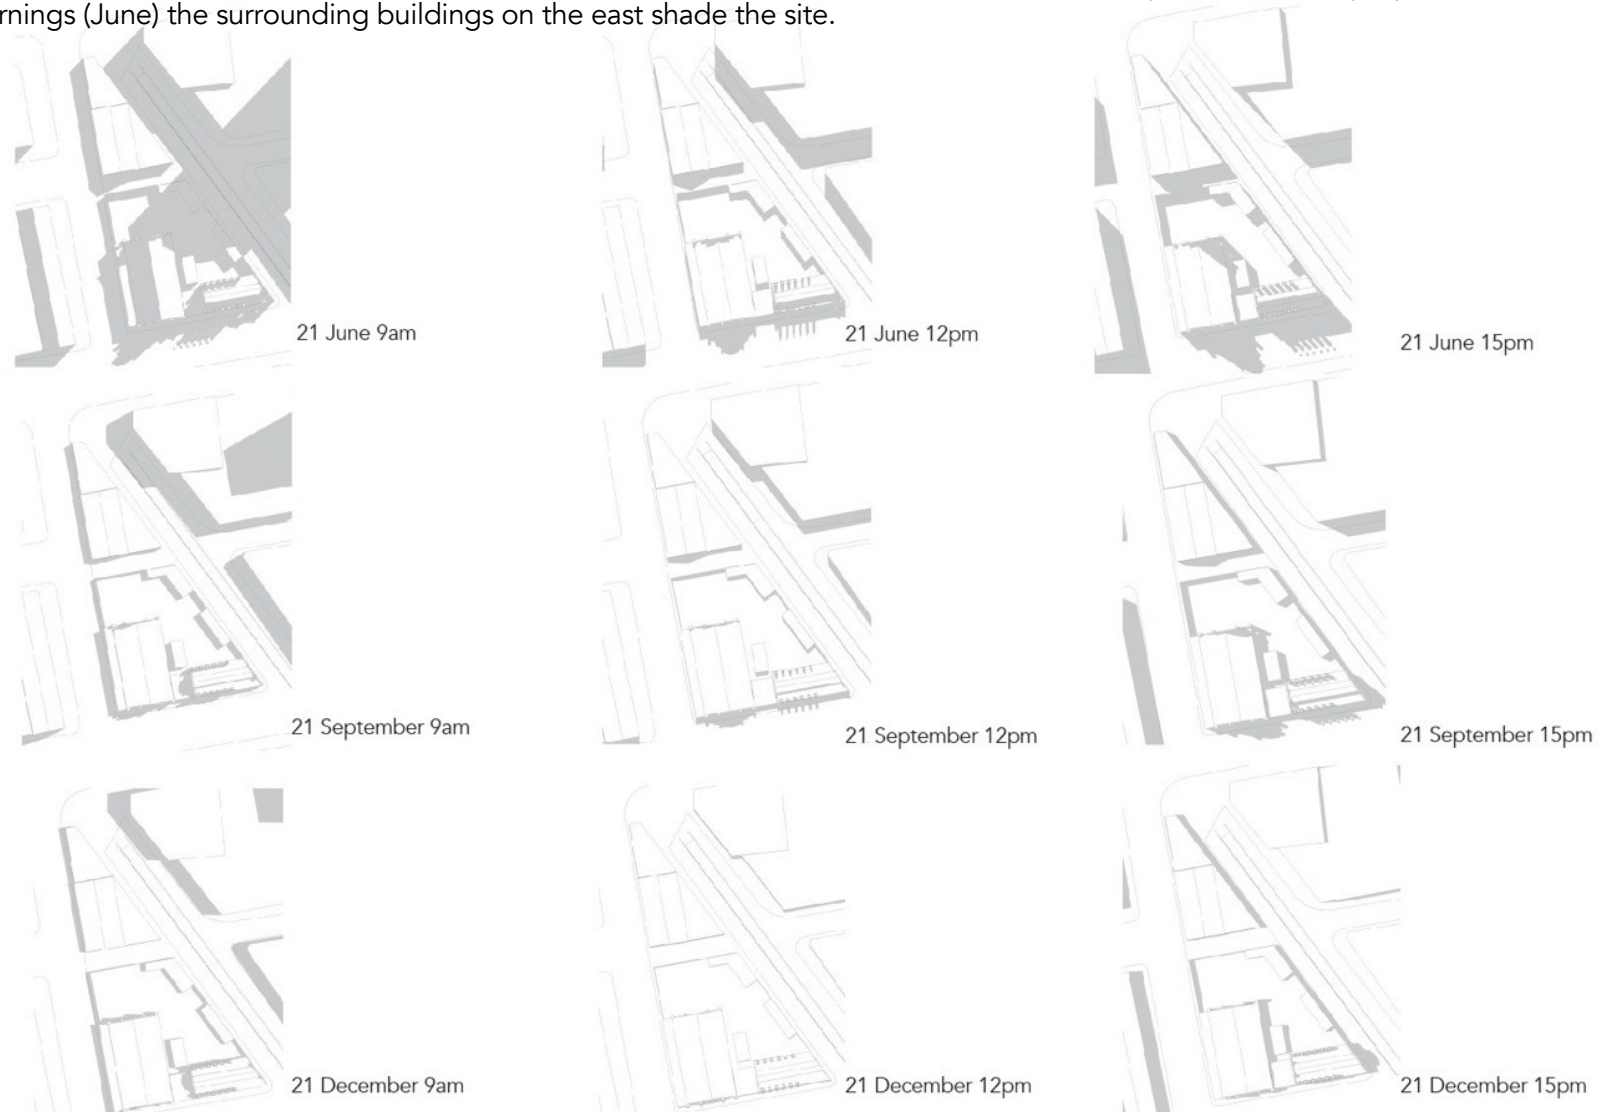 (June) the surrounding buildings on the east shade the site.
21 June 9am
21 June 12pm
21 June 15pm
21 September 9am
21 September 12pm
21 September 15pm
21 December 9am
21 December 12pm
21 December 15pm